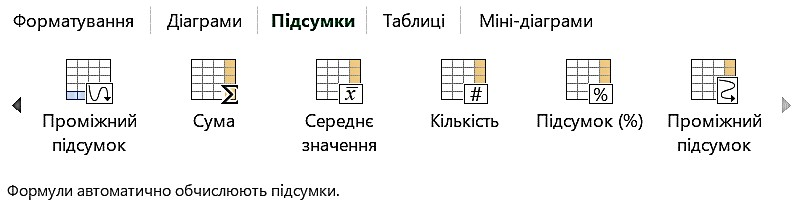 Форматування Діаграми Підсумки Таблиці Міні-діаграми
Σ x̅ # %
Проміжний Сума Середнє Кількість Підсумок (%) Проміжний
підсумок значення підсумок
Формули автоматично обчислюють підсумки.